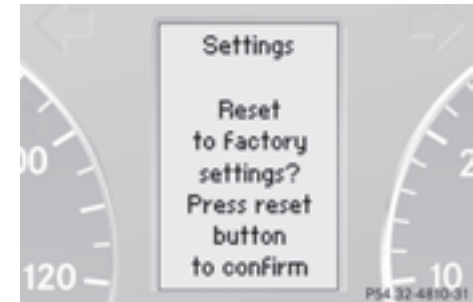 Settings
Reset
to factory
settings?
Press reset
button
to confirm
120
10
P54.32-4810-31